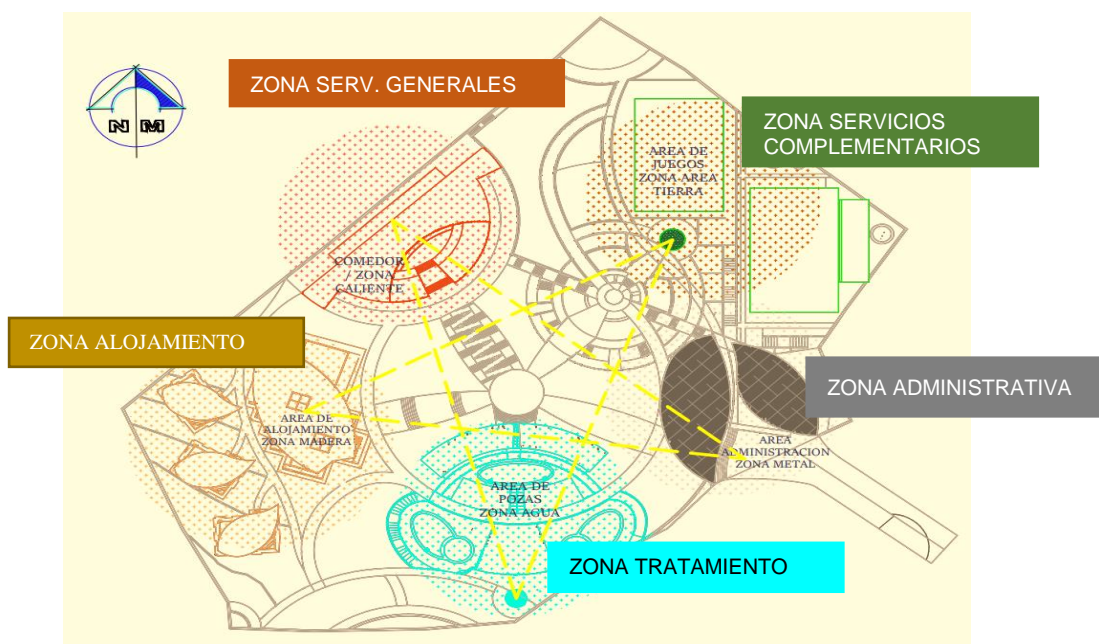 ZONA SERV. GENERALES
ZONA SERVICIOS
COMPLEMENTARIOS
N M
AREA DE
JUEGOS
ZONA AREA
TIERRA
COMEDOR
/ ZONA
CALIENTE
ZONA ALOJAMIENTO
ZONA ADMINISTRATIVA
AREA DE
ALOJAMIENTO
ZONA MADERA
AREA
ADMINISTRACION
ZONA METAL
AREA DE
POZAS
ZONA AGUA
ZONA TRATAMIENTO